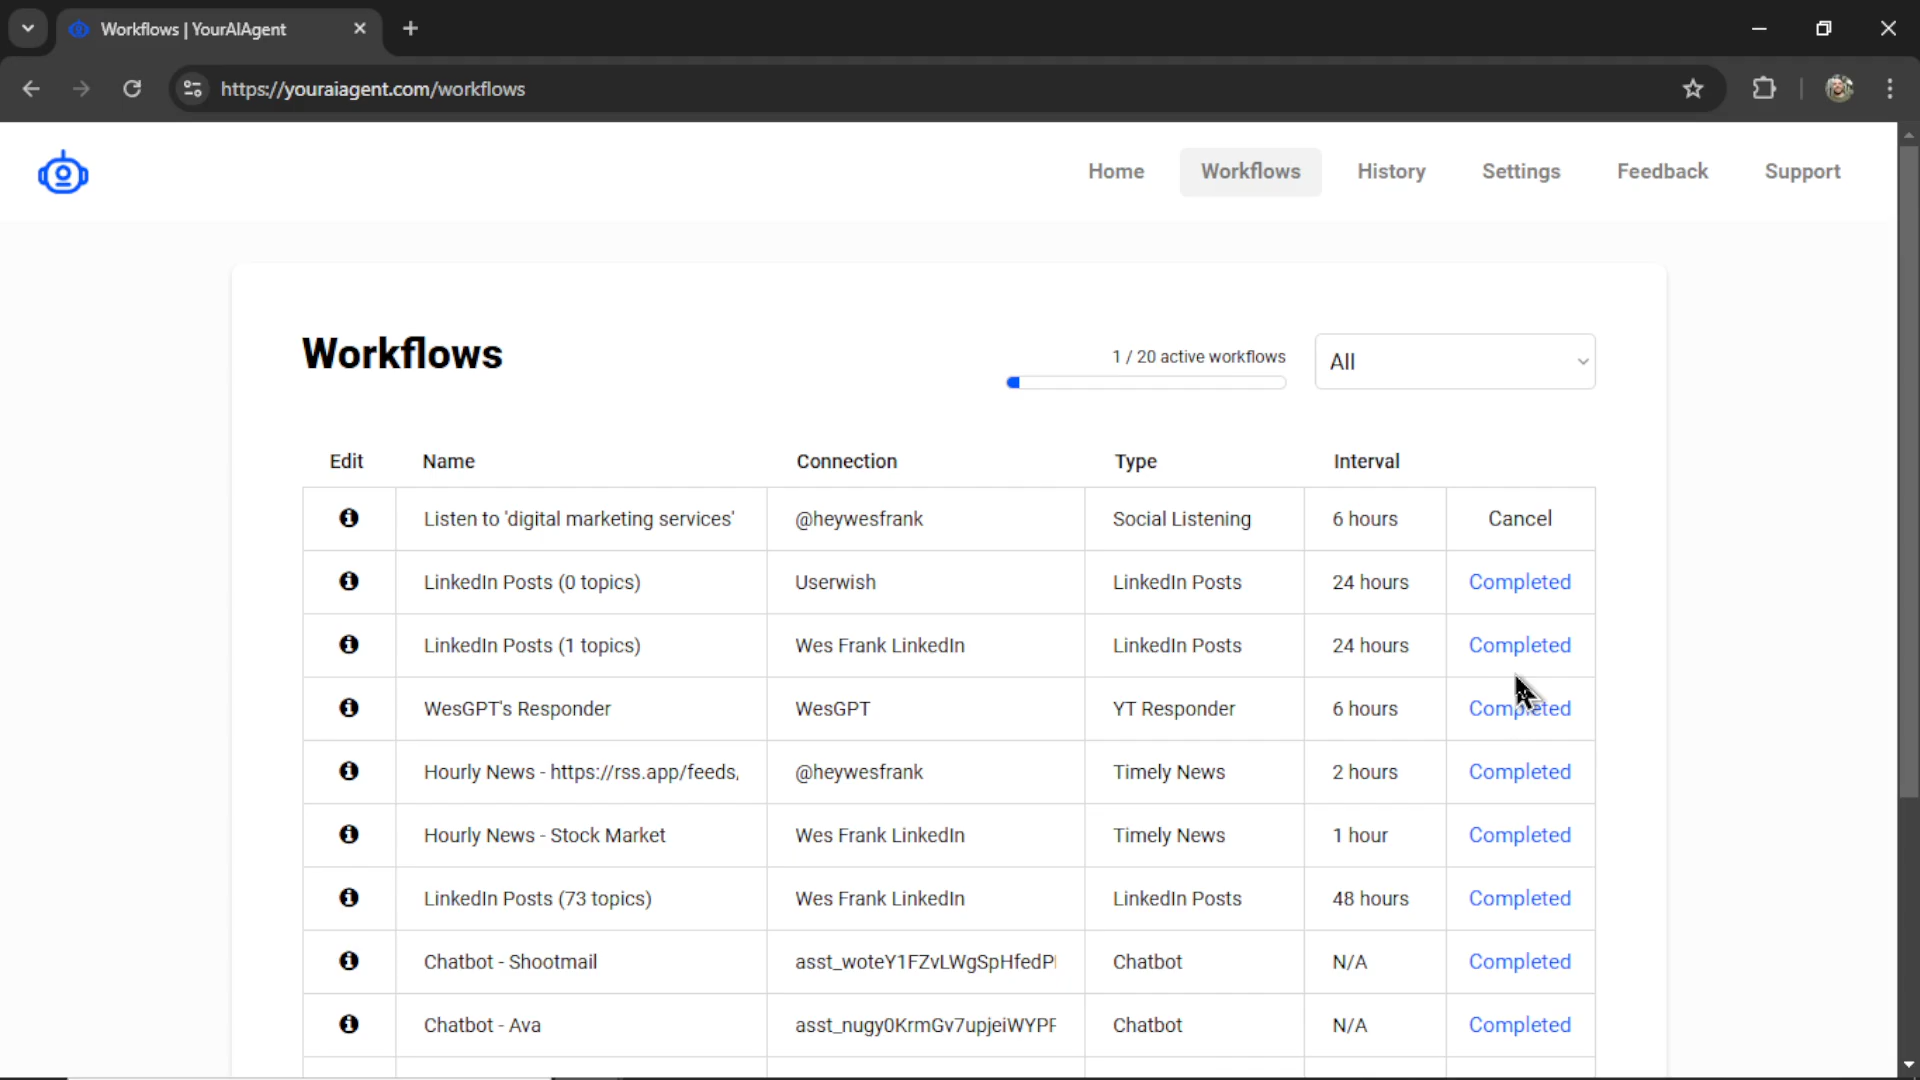 Workflows | YourAIAgent
https://youraiagent.com/workflows
Home Workflows History Settings Feedback Support
Workflows
1 / 20 active workflows
All
Edit Name Connection Type Interval
Listen to 'digital marketing services' @heywesfrank Social Listening 6 hours Cancel
LinkedIn Posts (0 topics) Userwish LinkedIn Posts 24 hours Completed
LinkedIn Posts (1 topics) Wes Frank LinkedIn LinkedIn Posts 24 hours Completed
WesGPT's Responder WesGPT YT Responder 6 hours Completed
Hourly News - https://rss.app/feeds, @heywesfrank Timely News 2 hours Completed
Hourly News - Stock Market Wes Frank LinkedIn Timely News 1 hour Completed
LinkedIn Posts (73 topics) Wes Frank LinkedIn LinkedIn Posts 48 hours Completed
Chatbot - Shootmail asst_woteY1FZvLWgSpHfedP Chatbot N/A Completed
Chatbot - Ava asst_nugy0KrmGv7upjeiWYPF Chatbot N/A Completed